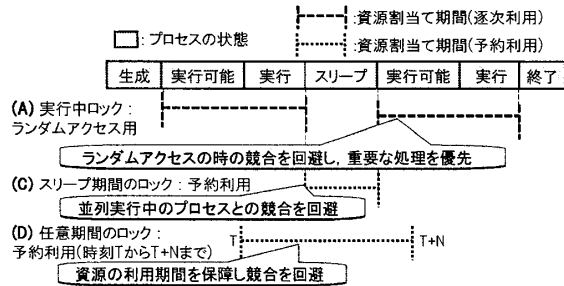 :資源割当て期間(逐次利用)
:プロセスの状態
:資源割当て期間(予約利用)
生成 実行可能 実行 スリープ 実行可能 実行 終了
(A) 実行中ロック:
ランダムアクセス用
ランダムアクセスの時の競合を回避し,重要な処理を優先
(C) スリープ期間のロック:予約利用
並列実行中のプロセスとの競合を回避
(D) 任意期間のロック:
予約利用(時刻TからT+Nまで)
T T+N
資源の利用期間を保障し競合を回避